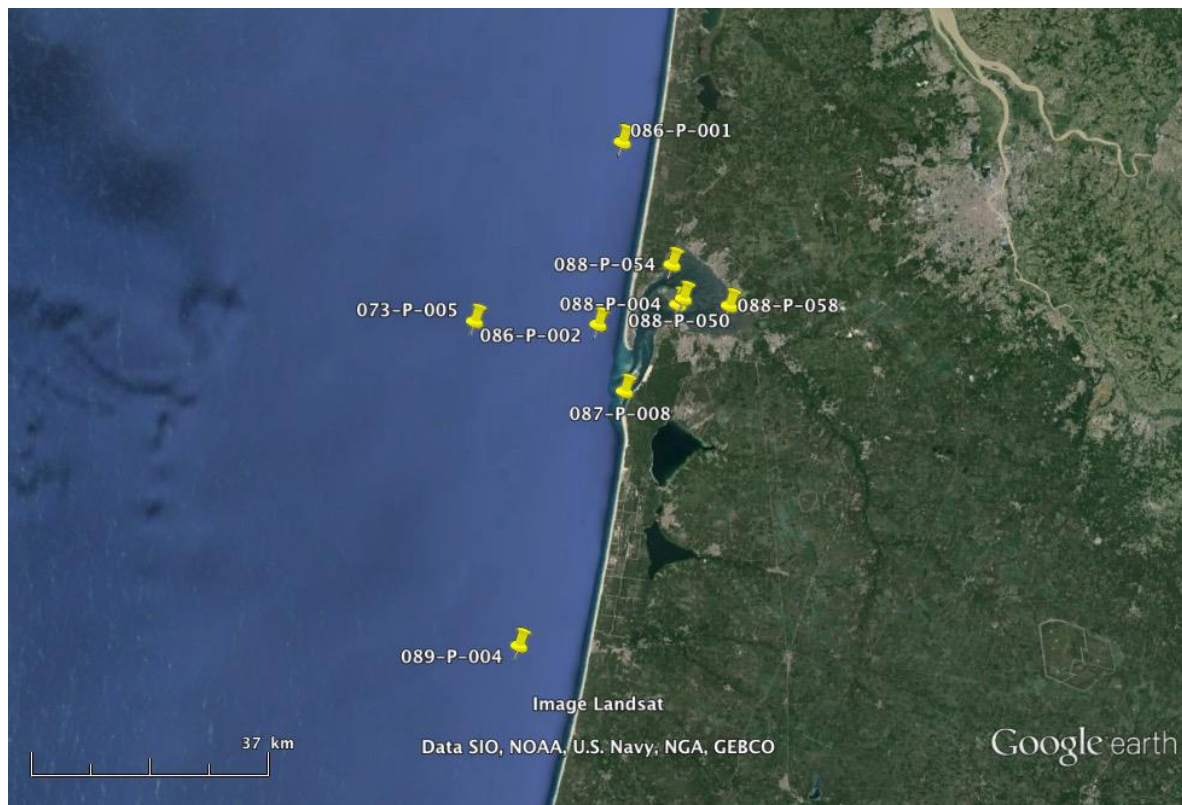 086-P-001
088-P-054
088-P-004
088-P-058
073-P-005
088-P-050
086-P-002
087-P-008
089-P-004
Image Landsat
37 km
Data SIO, NOAA, U.S. Navy, NGA, GEBCO
Google earth